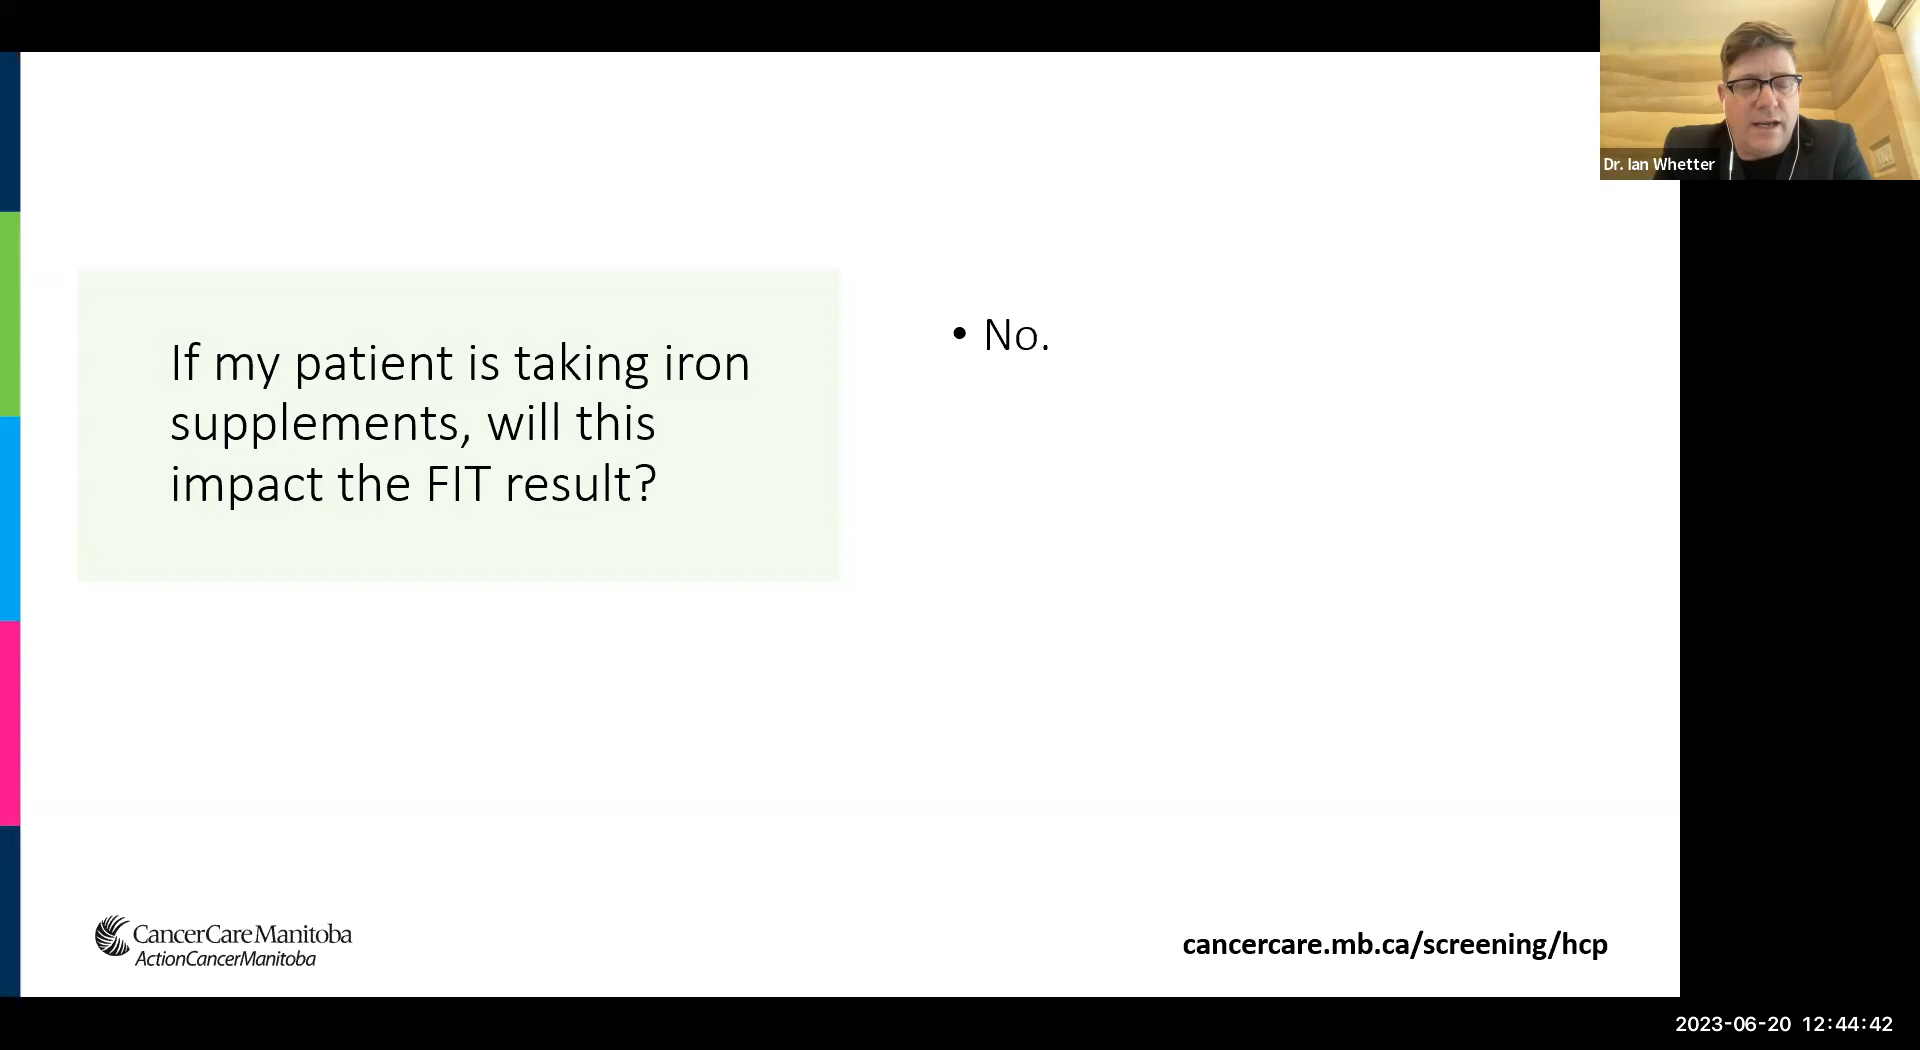 Dr. Ian Whetter
If my patient is taking iron
supplements, will this
impact the FIT result?
• No.
CancerCare Manitoba
ActionCancerManitoba
cancercare.mb.ca/screening/hcp
2023-06-20 12:44:42